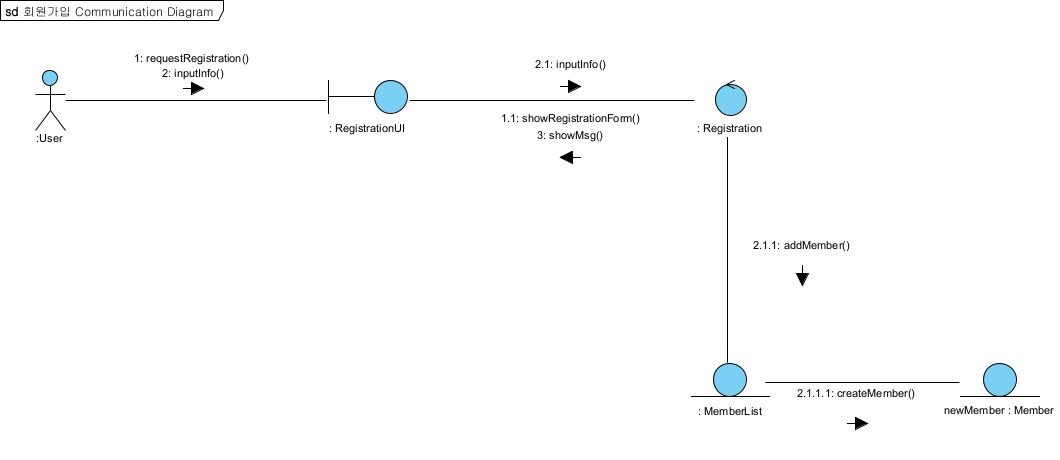 sd 회원가입 Communication Diagram
1: requestRegistration()
2: inputInfo()
2.1: inputInfo()
1.1: showRegistrationForm()
3: showMsg()
:User
: RegistrationUI
: Registration
2.1.1: addMember()
2.1.1.1: createMember()
: MemberList
newMember : Member